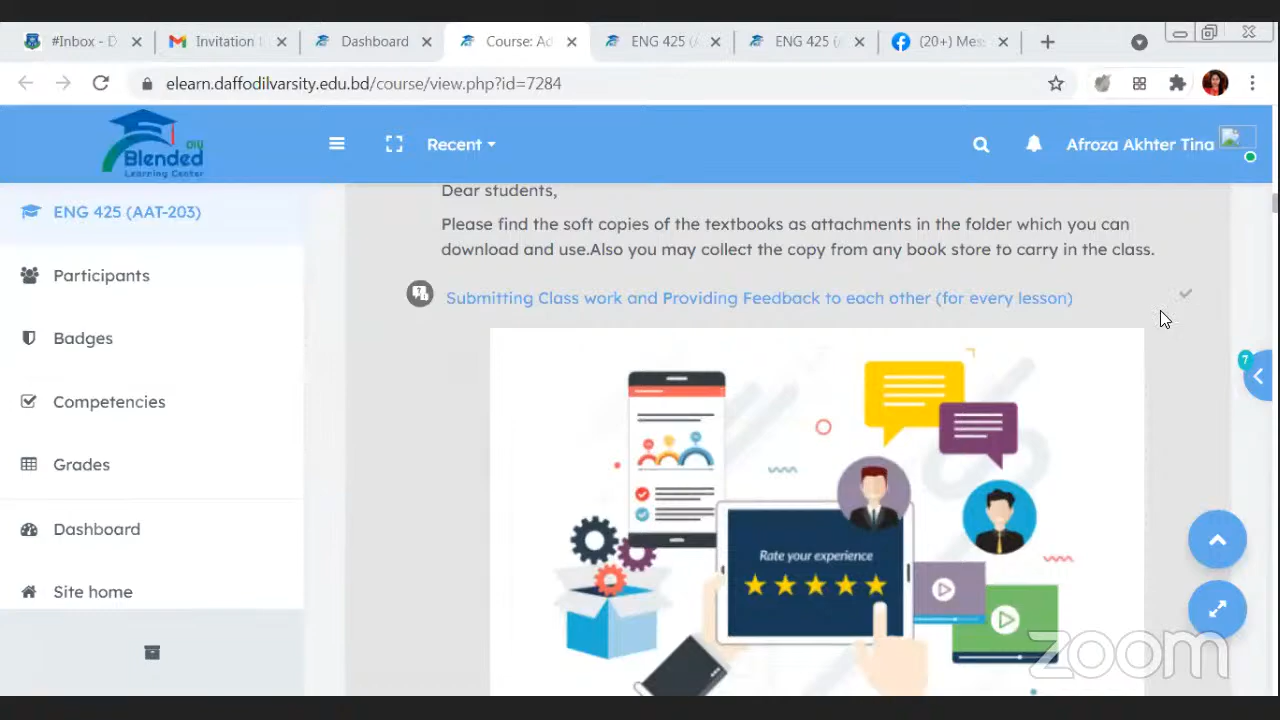 #Inbox - D
Invitation
Dashboard
Course: Ad
ENG 425 (A
ENG 425 (A
(20+) Mess
elearn.daffodilvarsity.edu.bd/course/view.php?id=7284
DIU
Blended
Learning Center
Recent
Afroza Akhter Tina
ENG 425 (AAT-203)
Participants
Badges
Competencies
Grades
Dashboard
Site home
Dear students,
Please find the soft copies of the textbooks as attachments in the folder which you can
download and use.Also you may collect the copy from any book store to carry in the class.
Submitting Class work and Providing Feedback to each other (for every lesson)
7
Rate your experience
zoom